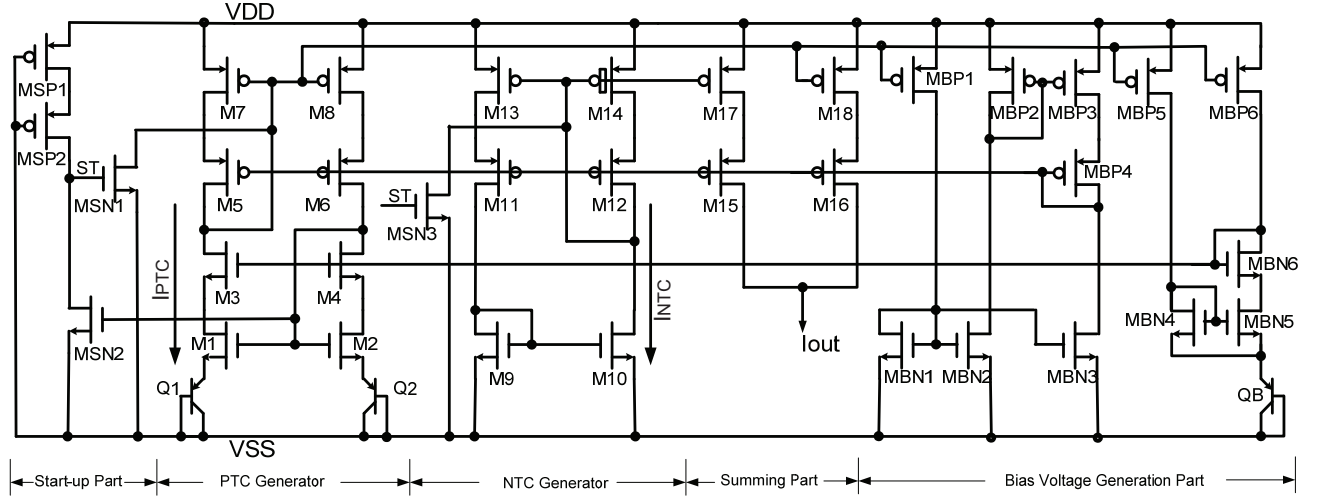 VDD
MSP1
M7
M8
M13
M14
M17
M18
MBP1
MBP2
MBP3
MBP5
MBP6
MSP2
ST
MSN1
M5
M6
ST
MSN3
M11
M12
M15
M16
MBP4
IPTC
M3
M4
INTC
MBN6
MSN2
M1
M2
M9
M10
Iout
MBN1
MBN2
MBN3
MBN4
MBN5
Q1
Q2
QB
VSS
Start-up Part
PTC Generator
NTC Generator
Summing Part
Bias Voltage Generation Part